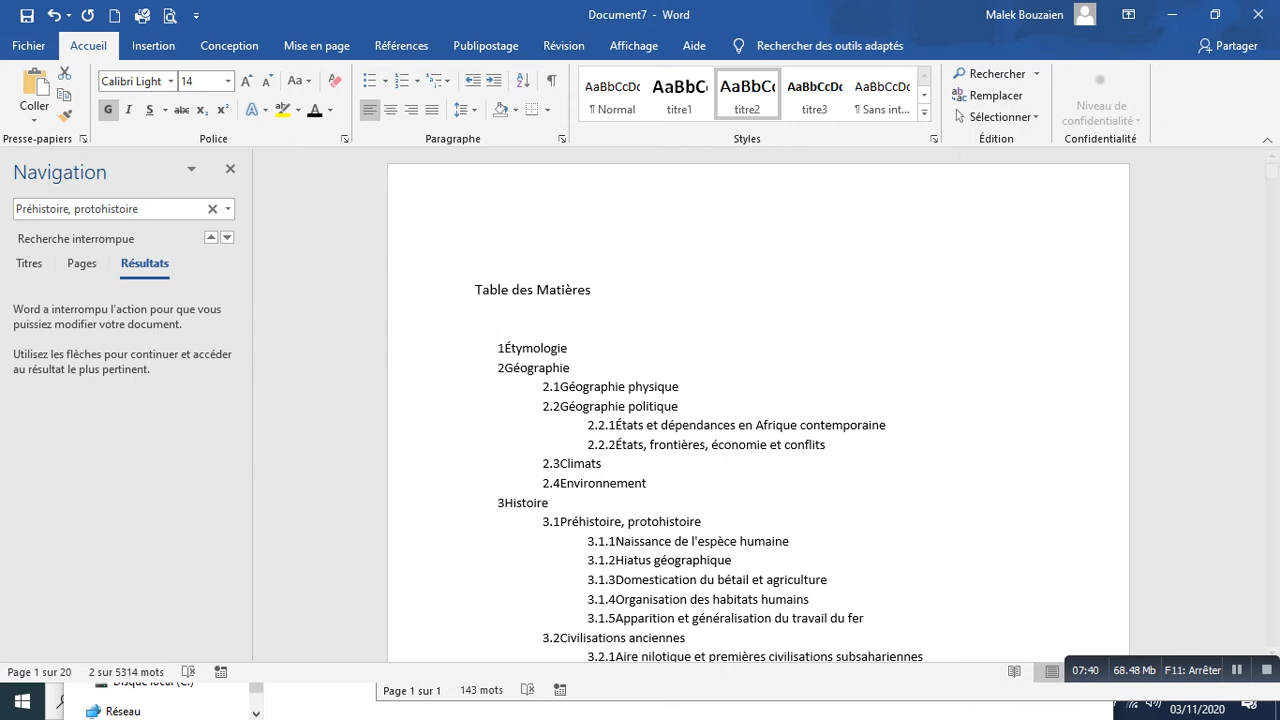 Document7 - Word
Malek Bouzaien
Fichier Accueil Insertion Conception Mise en page Références Publipostage Révision Affichage Aide Rechercher des outils adaptés Partager
Coller
Calibri Light 14
G I S abc x₂ x² A A
Aa
AaBbCcDc AaBbC AaBbCc AaBbCcDc AaBbCcDc
¶ Normal titre1 titre2 titre3 ¶ Sans int...
Rechercher
Remplacer
Sélectionner
Niveau de
confidentialité
Presse-papiers Police Paragraphe Styles Édition Confidentialité
Navigation
Préhistoire, protohistoire
Recherche interrompue
Titres Pages Résultats
Word a interrompu l'action pour que vous
puissiez modifier votre document.
Utilisez les flèches pour continuer et accéder
au résultat le plus pertinent.
Table des Matières
1Étymologie
2Géographie
2.1Géographie physique
2.2Géographie politique
2.2.1États et dépendances en Afrique contemporaine
2.2.2États, frontières, économie et conflits
2.3Climats
2.4Environnement
3Histoire
3.1Préhistoire, protohistoire
3.1.1Naissance de l'espèce humaine
3.1.2Hiatus géographique
3.1.3Domestication du bétail et agriculture
3.1.4Organisation des habitats humains
3.1.5Apparition et généralisation du travail du fer
3.2Civilisations anciennes
3.2.1Aire nilotique et premières civilisations subsahariennes
Page 1 sur 20 2 sur 5314 mots
07:40 68.48 Mb F11: Arrêter
Disque local (C:)
Réseau
Page 1 sur 1 143 mots
03/11/2020